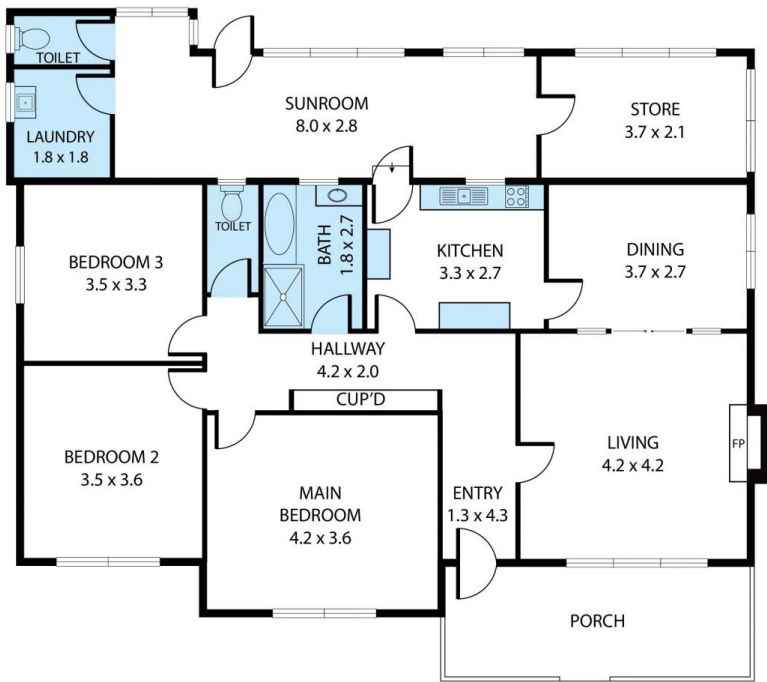 TOILET
LAUNDRY
1.8 x 1.8
SUNROOM
8.0 x 2.8
STORE
3.7 x 2.1
BEDROOM 3
3.5 x 3.3
TOILET
BATH
1.8 x 2.7
KITCHEN
3.3 x 2.7
DINING
3.7 x 2.7
HALLWAY
4.2 x 2.0
CUP'D
BEDROOM 2
3.5 x 3.6
MAIN
BEDROOM
4.2 x 3.6
ENTRY
1.3 x 4.3
LIVING
4.2 x 4.2
FP
PORCH